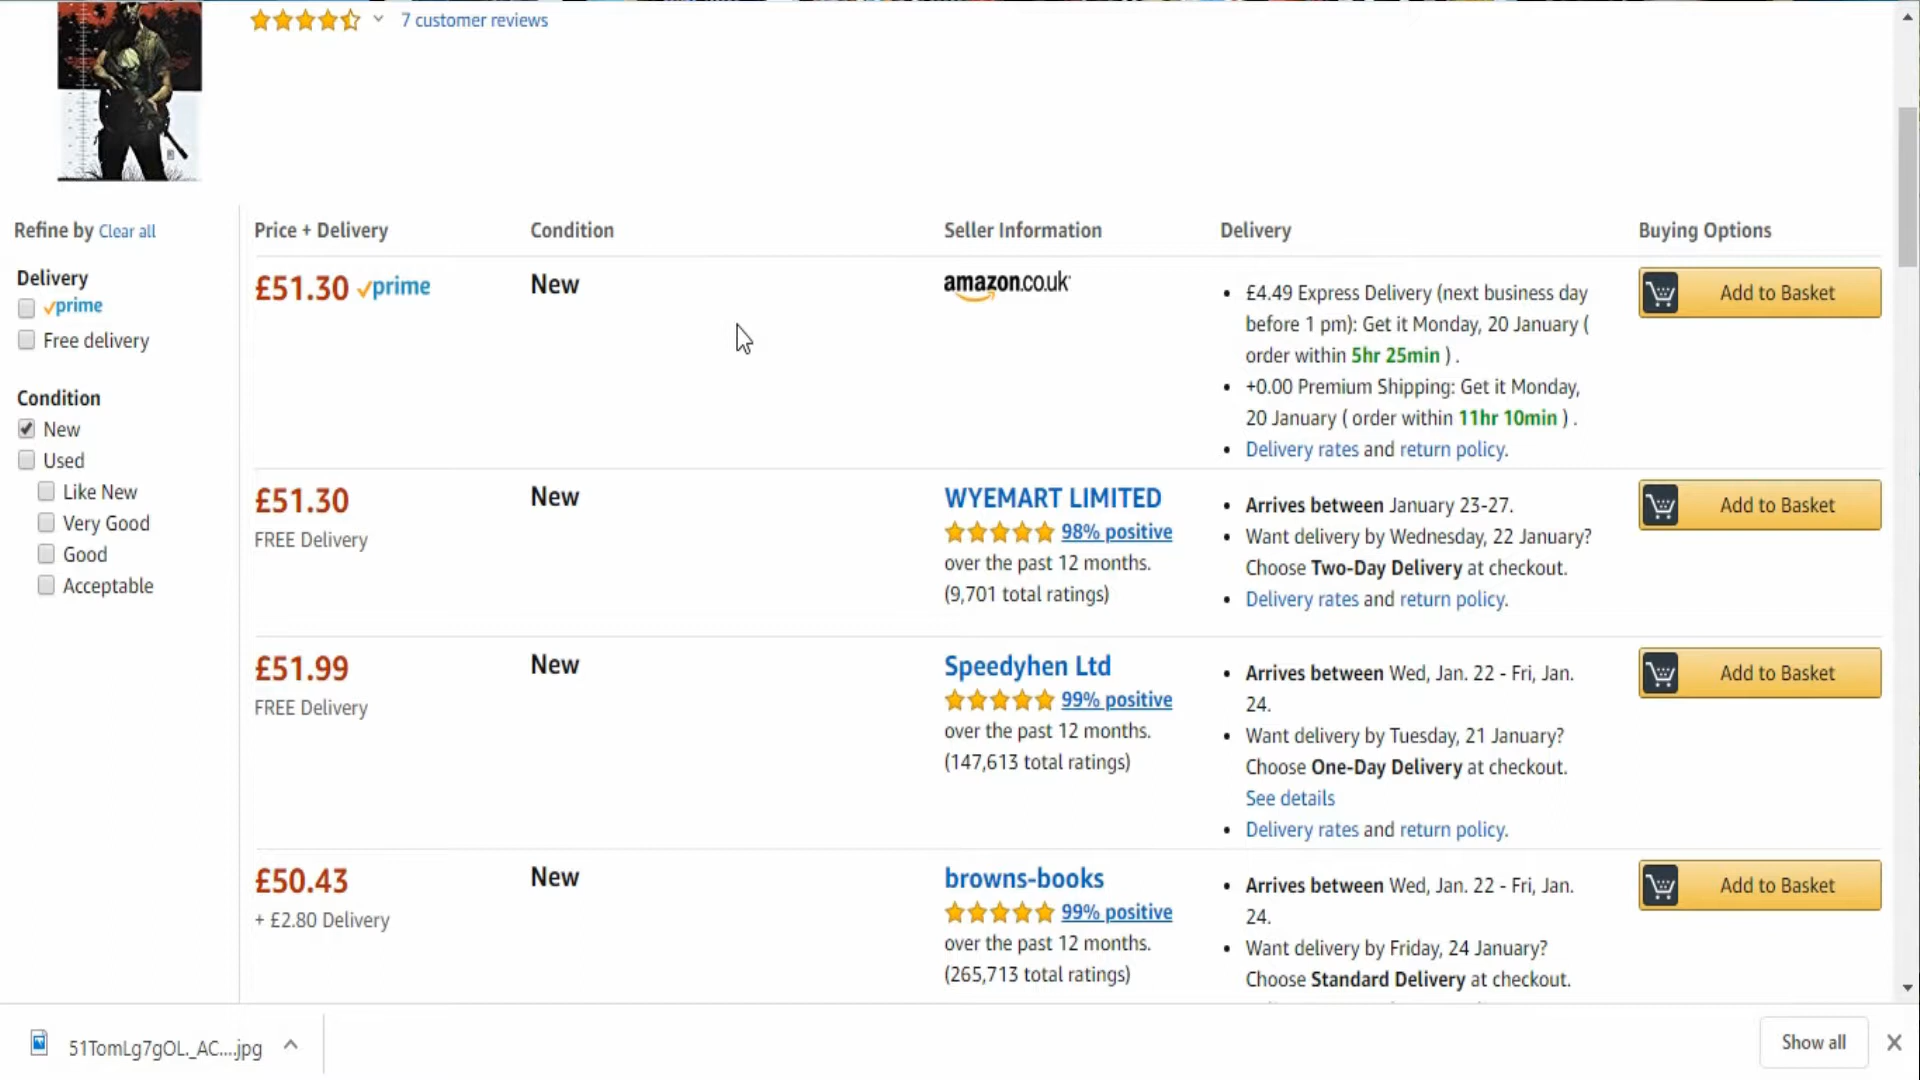 7 customer reviews
Refine by Clear all
Delivery
prime
Free delivery
Condition
New
Used
Like New
Very Good
Good
Acceptable
Price + Delivery
Condition
Seller Information
Delivery
Buying Options
£51.30 prime
New
amazon.co.uk
£4.49 Express Delivery (next business day
before 1 pm): Get it Monday, 20 January (
order within 5hr 25min ) .
+0.00 Premium Shipping: Get it Monday,
20 January ( order within 11hr 10min ) .
Delivery rates and return policy.
Add to Basket
£51.30
FREE Delivery
New
WYEMART LIMITED
98% positive
over the past 12 months.
(9,701 total ratings)
Arrives between January 23-27.
Want delivery by Wednesday, 22 January?
Choose Two-Day Delivery at checkout.
Delivery rates and return policy.
Add to Basket
£51.99
FREE Delivery
New
Speedyhen Ltd
99% positive
over the past 12 months.
(147,613 total ratings)
Arrives between Wed, Jan. 22 - Fri, Jan.
24.
Want delivery by Tuesday, 21 January?
Choose One-Day Delivery at checkout.
See details
Delivery rates and return policy.
Add to Basket
£50.43
+ £2.80 Delivery
New
browns-books
99% positive
over the past 12 months.
(265,713 total ratings)
Arrives between Wed, Jan. 22 - Fri, Jan.
24.
Want delivery by Friday, 24 January?
Choose Standard Delivery at checkout.
Add to Basket
51TomLg7gOL._AC....jpg
Show all